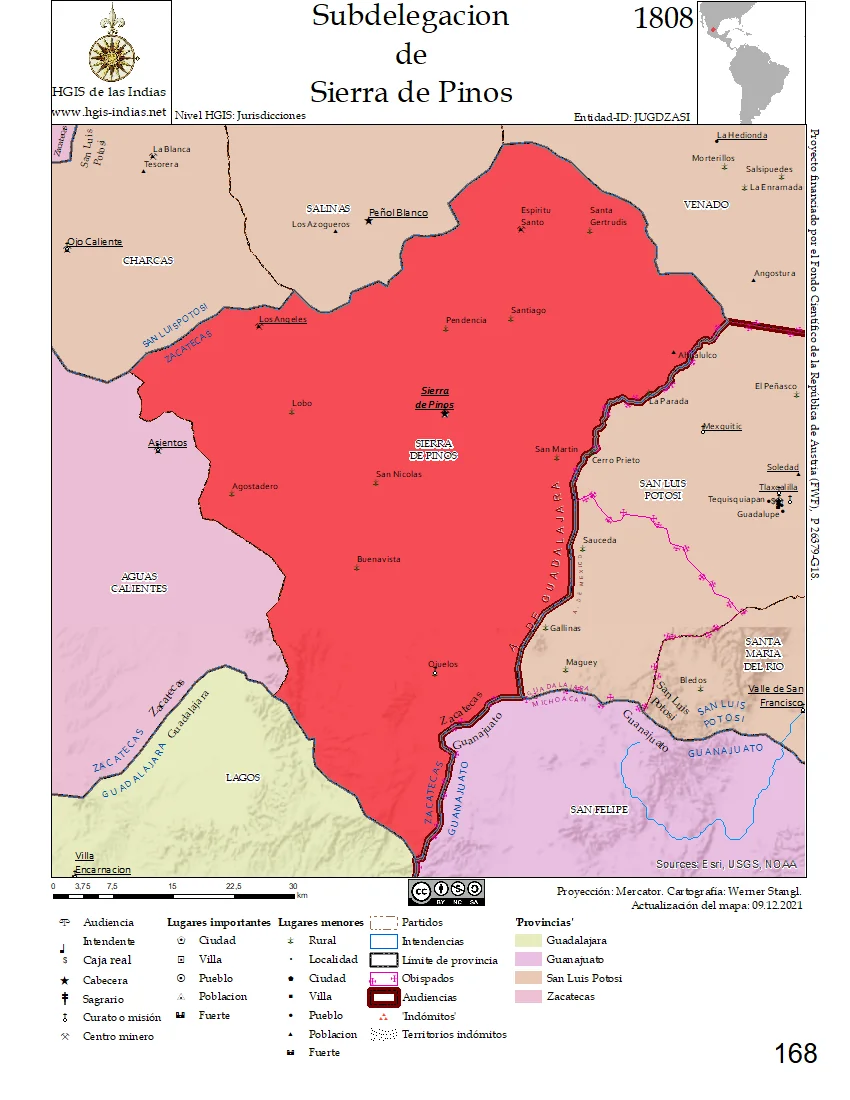 Subdelegacion
de
Sierra de Pinos
1808
HGIS de las Indias
www.hgis-indias.net
Nivel HGIS: Jurisdicciones
Entidad-ID: JUGDZASI
Zacatecas
San Luis
Potosi
La Blanca
Tesorera
SALINAS
Peñol Blanco
Los Azogueros
Ojo Caliente
CHARCAS
Espiritu
Santo
Santa
Gertrudis
La Hedionda
Morterillos
Salsipuedes
La Enramada
VENADO
Angostura
SAN LUISPOTOSI
ZACATECAS
Los Angeles
Pendencia
Santiago
Ahualulco
El Peñasco
La Parada
Lobo
Sierra
de Pinos
Mexquitic
Asientos
SIERRA
DE PINOS
San Martin
Cerro Prieto
Soledad
San Nicolas
Agostadero
SAN LUIS
POTOSI
Tlaxcalilla
Tequisquiapan
Guadalupe
Sauceda
Buenavista
A. DE GUADALAJARA
A. DE MEXICO
AGUAS
CALIENTES
Gallinas
Maguey
SANTA
MARIA
DEL RIO
Ojuelos
Bledos
Valle de San
Francisco
GUADALAJARA
MICHOACAN
San Luis
Potosi
Guanajuato
SAN LUIS
POTOSI
GUANAJUATO
Zacatecas
Guadalajara
Zacatecas
Guanajuato
ZACATECAS
GUADALAJARA
ZACATECAS
GUANAJUATO
LAGOS
SAN FELIPE
Villa
Encarnacion
Sources: Esri, USGS, NOAA
Proyecto financiado por el Fondo Científico de la República de Austria (FWF), P 26379-G18.
0 3,75 7,5 15 22,5 30
km
CC BY NC SA
Proyección: Mercator. Cartografía: Werner Stangl.
Actualización del mapa: 09.12.2021
Audiencia
Intendente
Caja real
Cabecera
Sagrario
Curato o misión
Centro minero
Lugares importantes
Ciudad
Villa
Pueblo
Poblacion
Fuerte
Lugares menores
Rural
Localidad
Ciudad
Villa
Pueblo
Poblacion
Fuerte
Partidos
Intendencias
Límite de provincia
Obispados
Audiencias
'Indómitos'
Territorios indómitos
'Provincias'
Guadalajara
Guanajuato
San Luis Potosi
Zacatecas
168